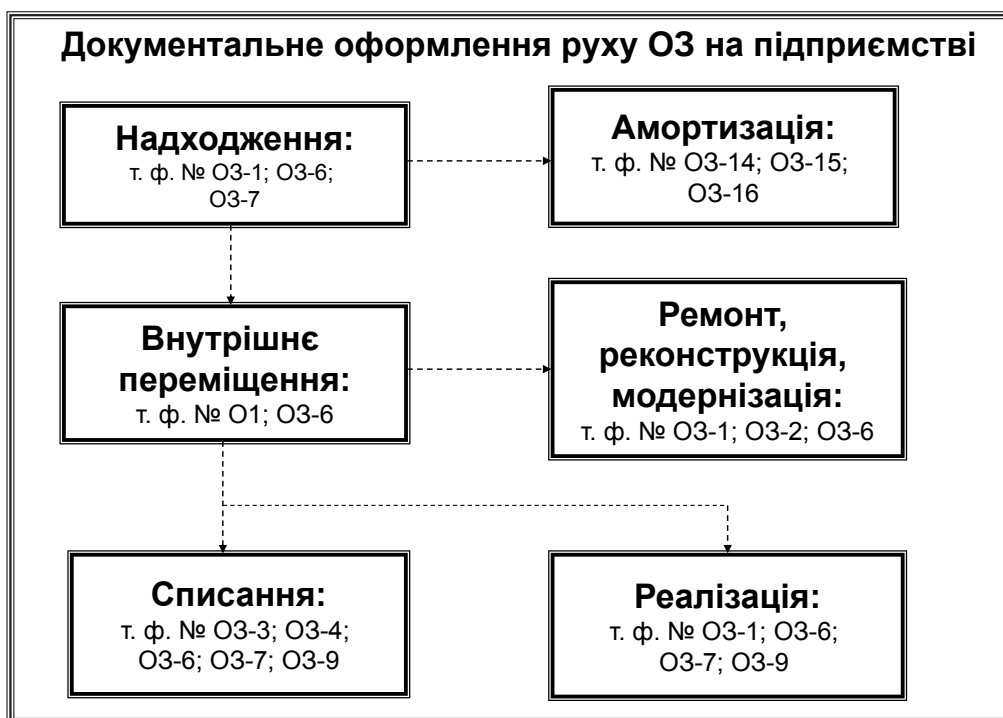 Документальне оформлення руху ОЗ на підприємстві
Надходження:
т. ф. № ОЗ-1; ОЗ-6;
ОЗ-7
Амортизація:
т. ф. № ОЗ-14; ОЗ-15;
ОЗ-16
Внутрішнє
переміщення:
т. ф. № О1; ОЗ-6
Ремонт,
реконструкція,
модернізація:
т. ф. № ОЗ-1; ОЗ-2; ОЗ-6
Списання:
т. ф. № ОЗ-3; ОЗ-4;
ОЗ-6; ОЗ-7; ОЗ-9
Реалізація:
т. ф. № ОЗ-1; ОЗ-6;
ОЗ-7; ОЗ-9